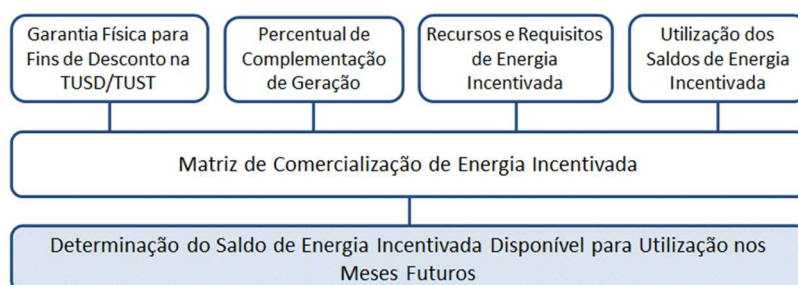 Garantia Física para
Fins de Desconto na
TUSD/TUST
Percentual de
Complementação
de Geração
Recursos e Requisitos
de Energia
Incentivada
Utilização dos
Saldos de Energia
Incentivada
Matriz de Comercialização de Energia Incentivada
Determinação do Saldo de Energia Incentivada Disponível para Utilização nos
Meses Futuros